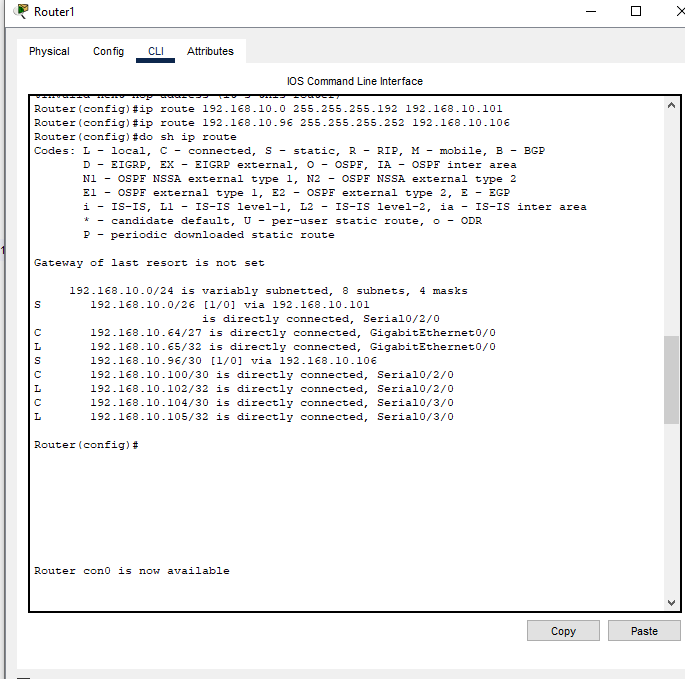 Router1
Physical Config CLI Attributes
IOS Command Line Interface
Router(config)#ip route 192.168.10.0 255.255.255.192 192.168.10.101
Router(config)#ip route 192.168.10.96 255.255.255.252 192.168.10.106
Router(config)#do sh ip route
Codes: L - local, C - connected, S - static, R - RIP, M - mobile, B - BGP
       D - EIGRP, EX - EIGRP external, O - OSPF, IA - OSPF inter area
       N1 - OSPF NSSA external type 1, N2 - OSPF NSSA external type 2
       E1 - OSPF external type 1, E2 - OSPF external type 2, E - EGP
       i - IS-IS, L1 - IS-IS level-1, L2 - IS-IS level-2, ia - IS-IS inter area
       * - candidate default, U - per-user static route, o - ODR
       P - periodic downloaded static route
Gateway of last resort is not set
     192.168.10.0/24 is variably subnetted, 8 subnets, 4 masks
S       192.168.10.0/26 [1/0] via 192.168.10.101
                        is directly connected, Serial0/2/0
C       192.168.10.64/27 is directly connected, GigabitEthernet0/0
L       192.168.10.65/32 is directly connected, GigabitEthernet0/0
S       192.168.10.96/30 [1/0] via 192.168.10.106
C       192.168.10.100/30 is directly connected, Serial0/2/0
L       192.168.10.102/32 is directly connected, Serial0/2/0
C       192.168.10.104/30 is directly connected, Serial0/3/0
L       192.168.10.105/32 is directly connected, Serial0/3/0
Router(config)#
Router con0 is now available
Copy Paste